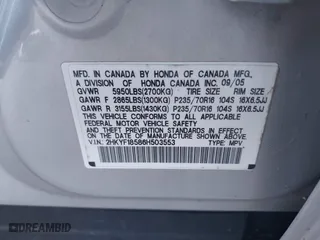 MFD. IN CANADA BY HONDA OF CANADA MFG.,
A DIVISION OF HONDA CANADA INC. 09/05
GVWR 5950LBS(2700KG) TIRE SIZE RIM SIZE
GAWR F 2865LBS(1300KG) P235/70R16 104S 16X6.5JJ
GAWR R 3155LBS(1430KG) P235/70R16 104S 16X6.5JJ
THIS VEHICLE CONFORMS TO ALL APPLICABLE
FEDERAL MOTOR VEHICLE SAFETY STANDARDS
IN EFFECT ON THE DATE OF MANUFACTURE
SHOWN ABOVE.
V.I.N: 2HKYF18586H503553 TYPE: MPV
DREAMBID